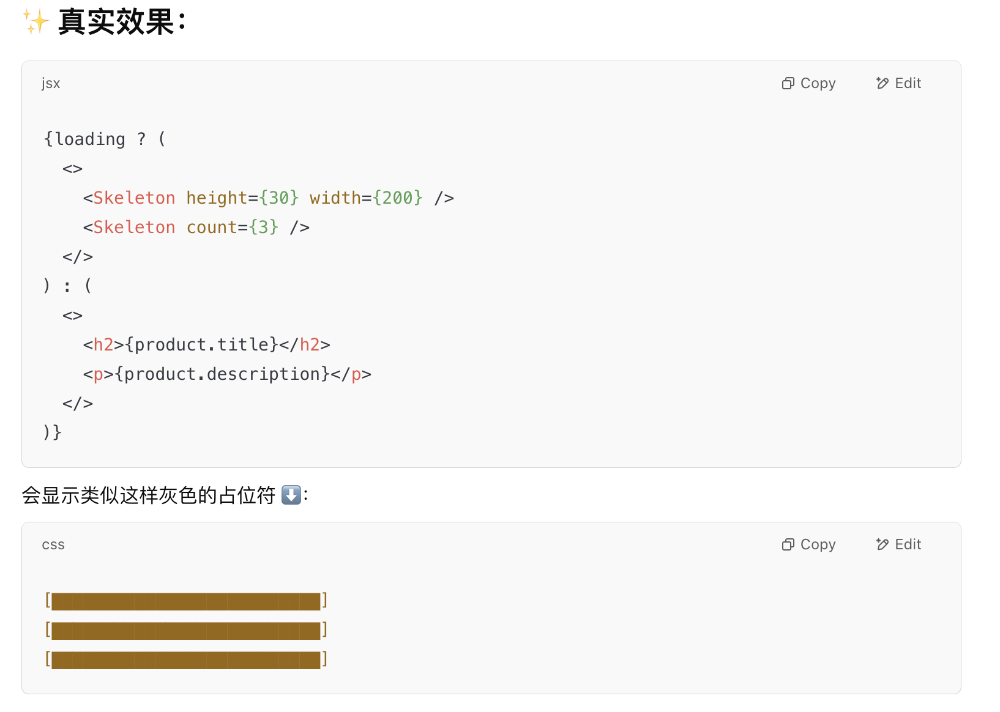 ✨ 真实效果：
jsx
Copy
Edit
{loading ? (
  <>
    <Skeleton height={30} width={200} />
    <Skeleton count={3} />
  </>
) : (
  <>
    <h2>{product.title}</h2>
    <p>{product.description}</p>
  </>
)}
会显示类似这样灰色的占位符 ⬇️：
css
Copy
Edit
[██████████████████████████]
[██████████████████████████]
[██████████████████████████]